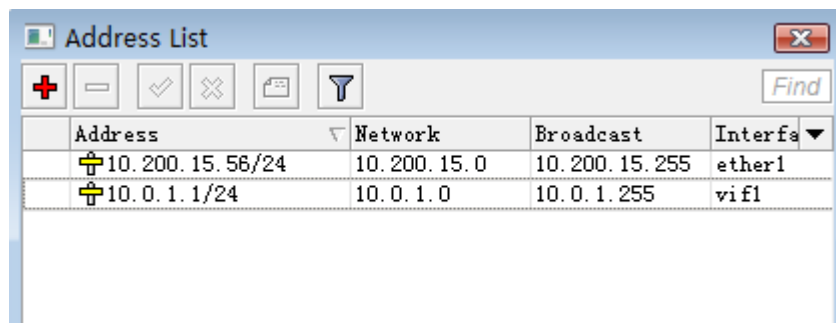 Address List
Find
Address Network Broadcast Interfa
10.200.15.56/24 10.200.15.0 10.200.15.255 ether1
10.0.1.1/24 10.0.1.0 10.0.1.255 vif1